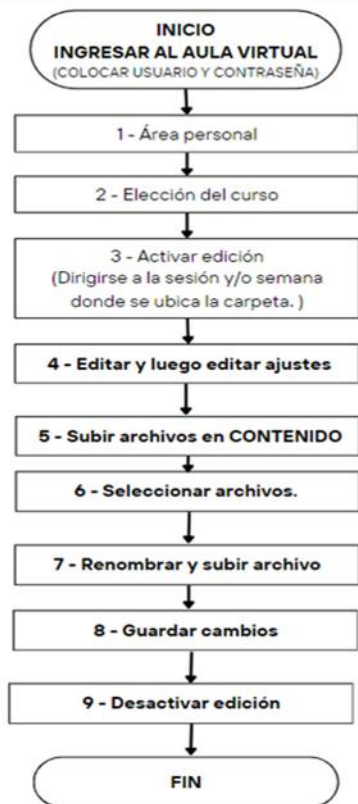 INICIO
INGRESAR AL AULA VIRTUAL
(COLOCAR USUARIO Y CONTRASEÑA)
1 - Área personal
2 - Elección del curso
3 - Activar edición
(Dirigirse a la sesión y/o semana
donde se ubica la carpeta. )
4 - Editar y luego editar ajustes
5 - Subir archivos en CONTENIDO
6 - Seleccionar archivos.
7 - Renombrar y subir archivo
8 - Guardar cambios
9 - Desactivar edición
FIN